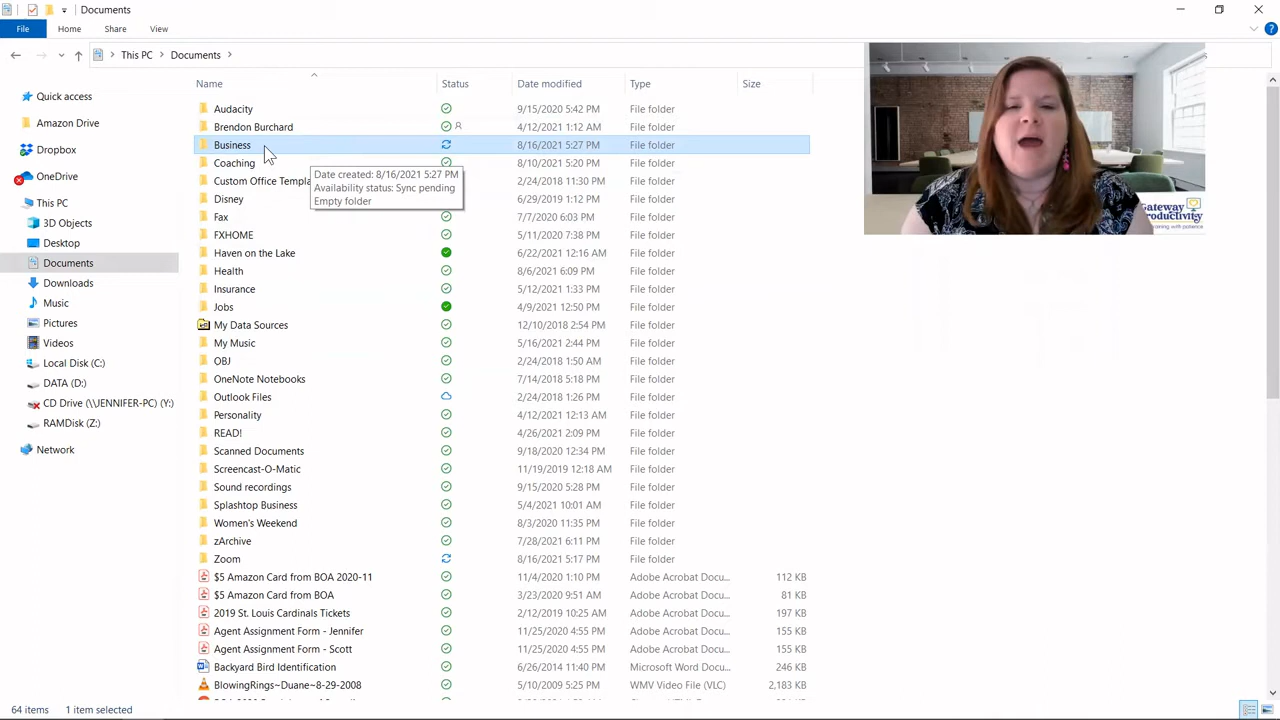 Documents
File Home Share View
This PC Documents
Name Status Date modified Type Size
Quick access
Amazon Drive
Dropbox
OneDrive
This PC
3D Objects
Desktop
Documents
Downloads
Music
Pictures
Videos
Local Disk (C:)
DATA (D:)
CD Drive (\\JENNIFER-PC) (Y:)
RAMDisk (Z:)
Network
Audacity 9/15/2020 5:42 PM File folder
Brendon Burchard 4/12/2021 1:12 AM File folder
Business 8/16/2021 5:27 PM File folder
Coaching 8/10/2021 5:20 PM File folder
Custom Office Templa 2/24/2018 11:30 PM File folder
Disney 6/29/2019 1:12 PM File folder
Fax 7/7/2020 6:03 PM File folder
FXHOME 5/11/2020 7:38 PM File folder
Haven on the Lake 6/22/2021 12:16 AM File folder
Health 8/6/2021 6:09 PM File folder
Insurance 5/12/2021 1:33 PM File folder
Jobs 4/9/2021 12:50 PM File folder
My Data Sources 12/10/2018 2:54 PM File folder
My Music 5/16/2021 2:44 PM File folder
OBJ 2/24/2018 1:50 AM File folder
OneNote Notebooks 7/14/2018 5:18 PM File folder
Outlook Files 2/24/2018 1:26 PM File folder
Personality 4/12/2021 12:13 AM File folder
READ! 4/26/2021 2:09 PM File folder
Scanned Documents 9/18/2020 12:34 PM File folder
Screencast-O-Matic 11/19/2019 12:18 AM File folder
Sound recordings 9/15/2020 5:28 PM File folder
Splashtop Business 5/4/2021 10:01 AM File folder
Women's Weekend 8/3/2020 11:35 PM File folder
zArchive 7/28/2021 6:11 PM File folder
Zoom 8/16/2021 5:17 PM File folder
$5 Amazon Card from BOA 2020-11 11/4/2020 1:10 PM Adobe Acrobat Docu... 112 KB
$5 Amazon Card from BOA 3/23/2020 9:51 AM Adobe Acrobat Docu... 81 KB
2019 St. Louis Cardinals Tickets 2/12/2019 10:25 AM Adobe Acrobat Docu... 197 KB
Agent Assignment Form - Jennifer 11/25/2020 4:55 PM Adobe Acrobat Docu... 155 KB
Agent Assignment Form - Scott 11/25/2020 4:55 PM Adobe Acrobat Docu... 155 KB
Backyard Bird Identification 6/26/2014 11:40 PM Microsoft Word Docu... 246 KB
BlowingRings~Duane~8-29-2008 5/10/2009 5:25 PM WMV Video File (VLC) 2,183 KB
Date created: 8/16/2021 5:27 PM
Availability status: Sync pending
Empty folder
Gateway
Productivity
training with patience
64 items 1 item selected